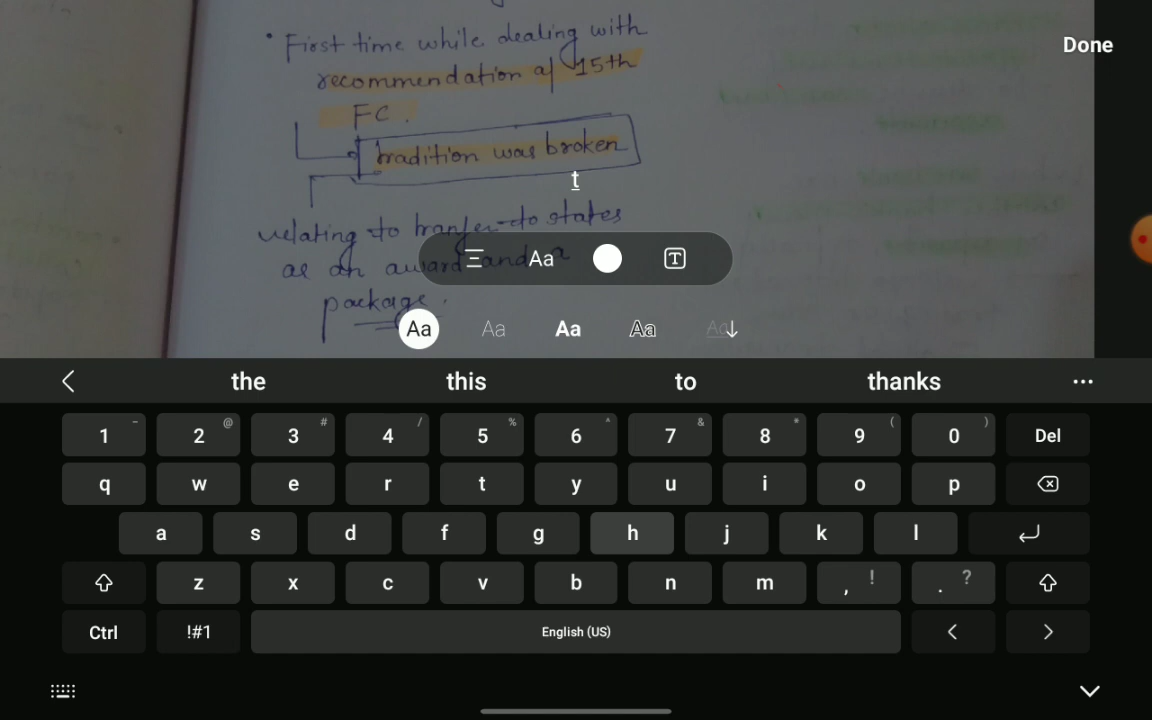 • First time while dealing with
Done
recommendation of 15th
FC.
tradition was broken
t
relating to tranfer to states
as an award and a
Aa
package.
Aa Aa Aa Aa Aa
the this to thanks ...
1 - 2 @ 3 # 4 / 5 % 6 ^ 7 & 8 * 9 ( 0 ) Del
q w e r t y u i o p
a s d f g h j k l
z x c v b n m , ! . ?
Ctrl !#1 English (US) < >